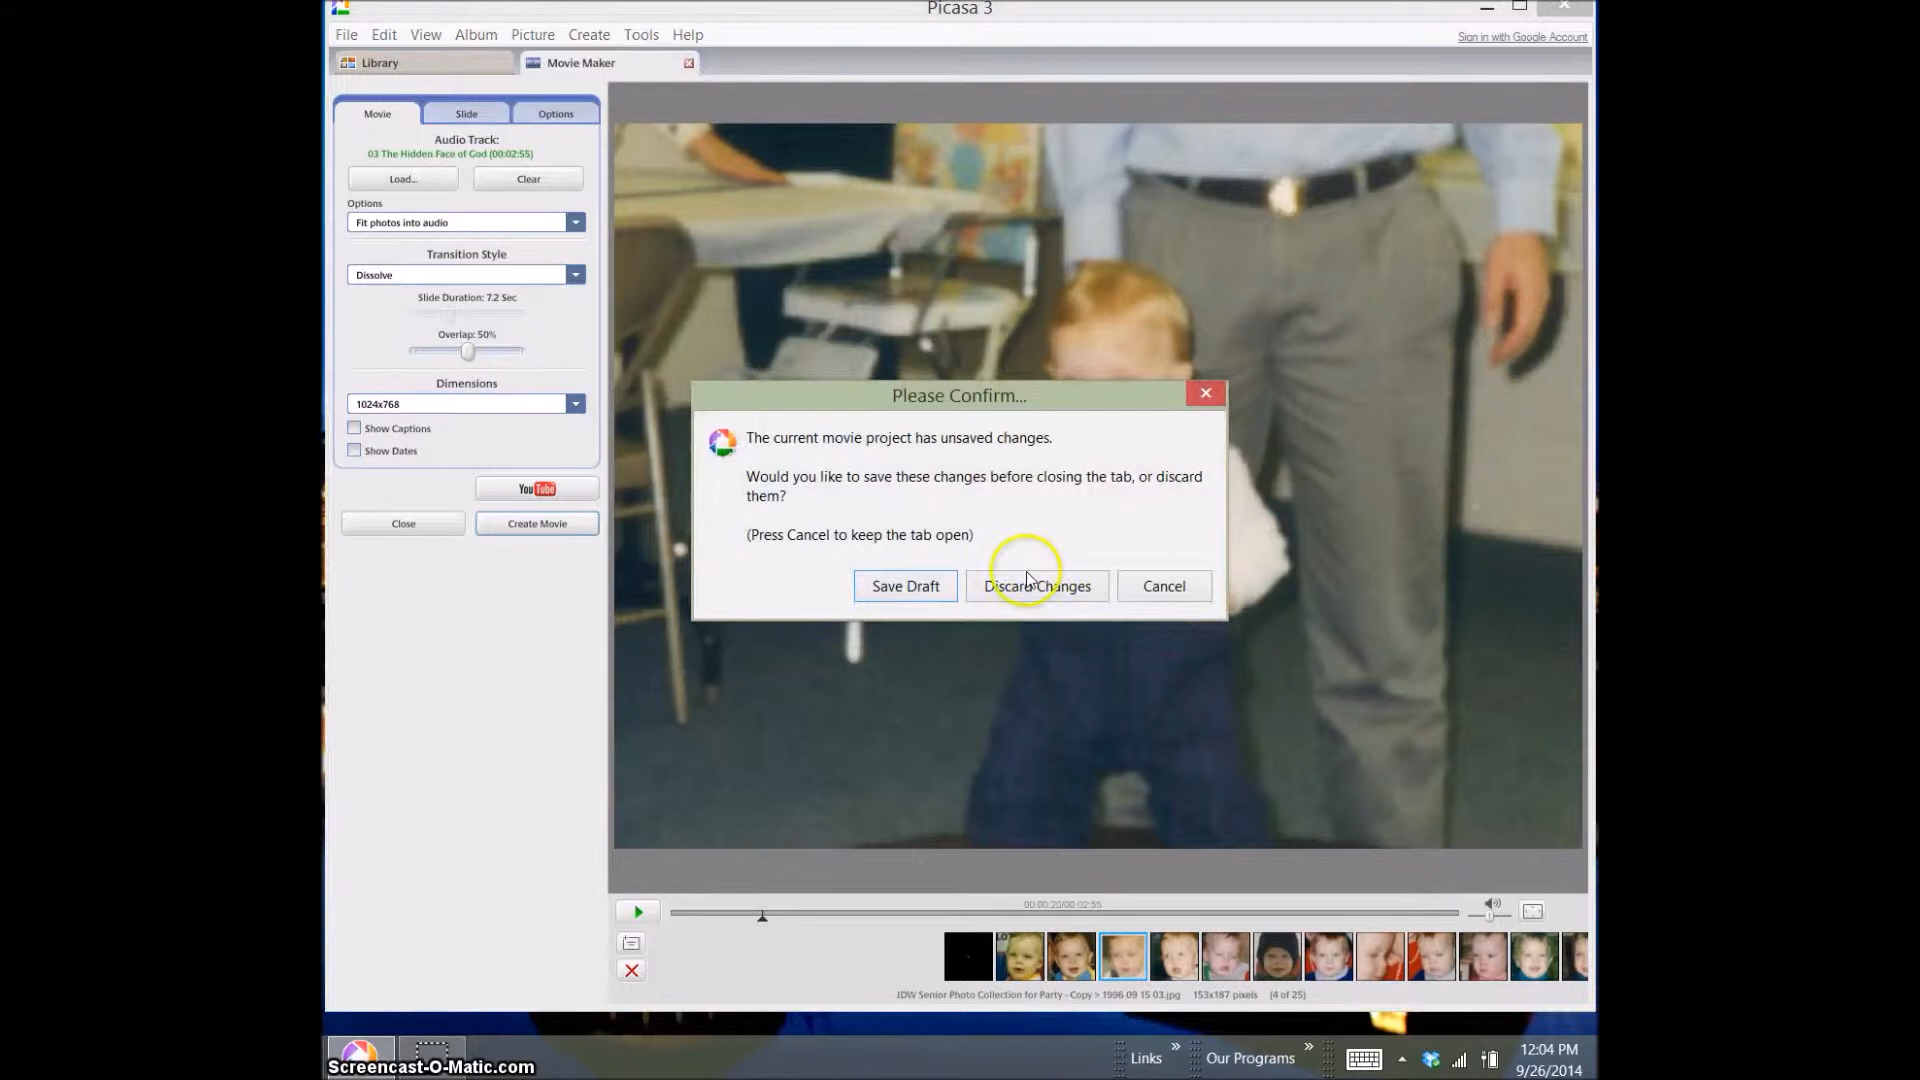 Picasa 3
File Edit View Album Picture Create Tools Help
Sign in with Google Account
Library
Movie Maker
Movie Slide Options
Audio Track:
03 The Hidden Face of God (00:02:55)
Load... Clear
Options
Fit photos into audio
Transition Style
Dissolve
Slide Duration: 7.2 Sec
Overlap: 50%
Dimensions
1024x768
Show Captions
Show Dates
YouTube
Close Create Movie
Please Confirm...
The current movie project has unsaved changes.
Would you like to save these changes before closing the tab, or discard
them?
(Press Cancel to keep the tab open)
Save Draft Discard Changes Cancel
00:00:20/00:02:55
JDW Senior Photo Collection for Party - Copy > 1996 09 15 03.jpg 153x187 pixels (4 of 25)
Screencast-O-Matic.com
Links » Our Programs »
12:04 PM
9/26/2014